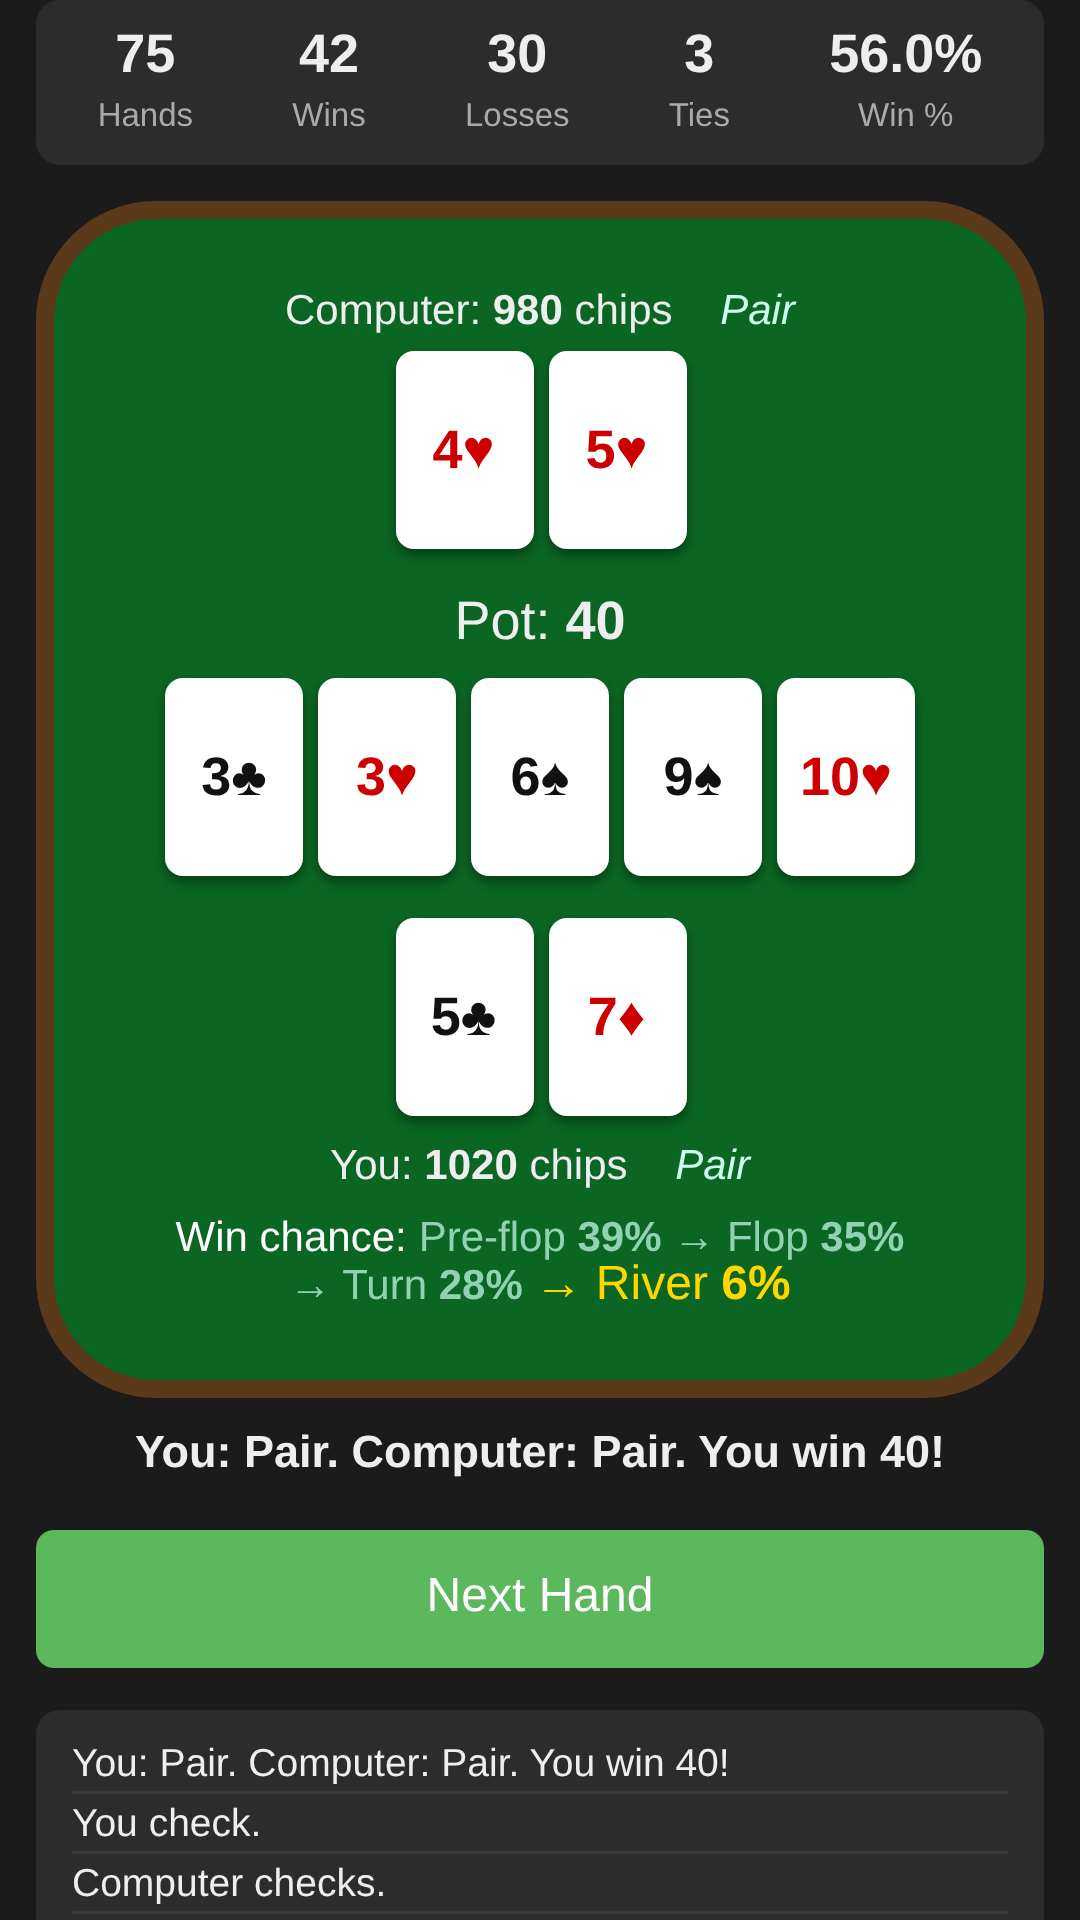 75 42 30 3 56.0%
Hands Wins Losses Ties Win %
Computer: 980 chips Pair
4♥ 5♥
Pot: 40
3♣ 3♥ 6♠ 9♠ 10♥
5♣ 7♦
You: 1020 chips Pair
Win chance: Pre-flop 39% → Flop 35%
→ Turn 28% → River 6%
You: Pair. Computer: Pair. You win 40!
Next Hand
You: Pair. Computer: Pair. You win 40!
You check.
Computer checks.